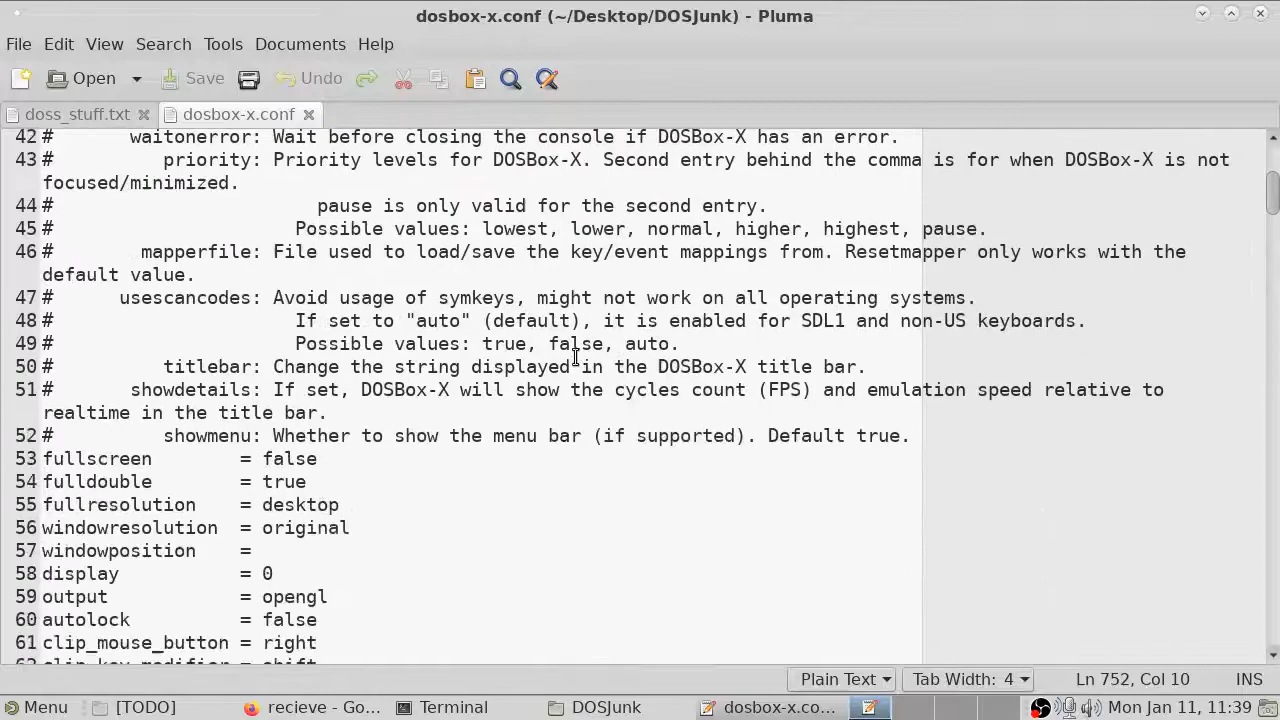 dosbox-x.conf (~/Desktop/DOSJunk) - Pluma
File Edit View Search Tools Documents Help
Open Save Undo
doss_stuff.txt dosbox-x.conf
42 # waitonerror: Wait before closing the console if DOSBox-X has an error.
43 # priority: Priority levels for DOSBox-X. Second entry behind the comma is for when DOSBox-X is not
focused/minimized.
44 # pause is only valid for the second entry.
45 # Possible values: lowest, lower, normal, higher, highest, pause.
46 # mapperfile: File used to load/save the key/event mappings from. Resetmapper only works with the
default value.
47 # usescancodes: Avoid usage of symkeys, might not work on all operating systems.
48 # If set to "auto" (default), it is enabled for SDL1 and non-US keyboards.
49 # Possible values: true, false, auto.
50 # titlebar: Change the string displayed in the DOSBox-X title bar.
51 # showdetails: If set, DOSBox-X will show the cycles count (FPS) and emulation speed relative to
realtime in the title bar.
52 # showmenu: Whether to show the menu bar (if supported). Default true.
53 fullscreen = false
54 fulldouble = true
55 fullresolution = desktop
56 windowresolution = original
57 windowposition =
58 display = 0
59 output = opengl
60 autolock = false
61 clip_mouse_button = right
62 clip_key_modifier = shift
Plain Text Tab Width: 4 Ln 752, Col 10 INS
Menu [TODO] recieve - Go... Terminal DOSJunk dosbox-x.co... Mon Jan 11, 11:39